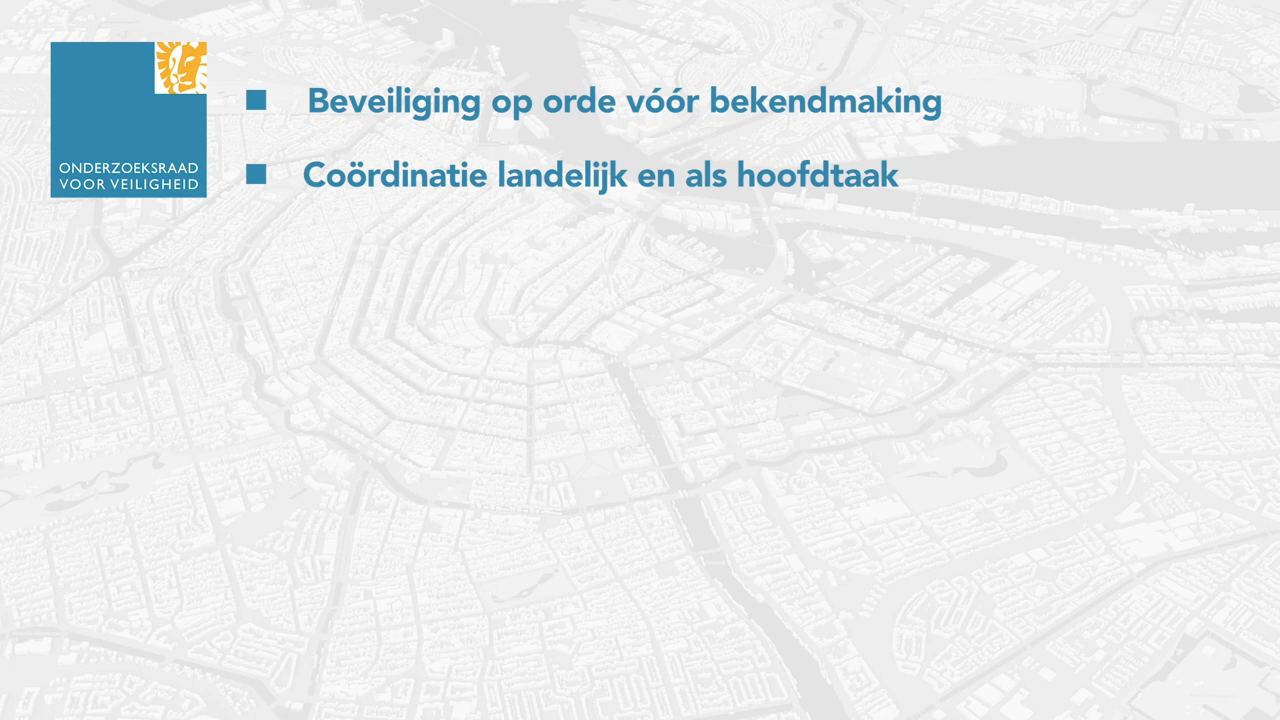 ONDERZOEKSRAAD
VOOR VEILIGHEID
Beveiliging op orde vóór bekendmaking
Coördinatie landelijk en als hoofdtaak